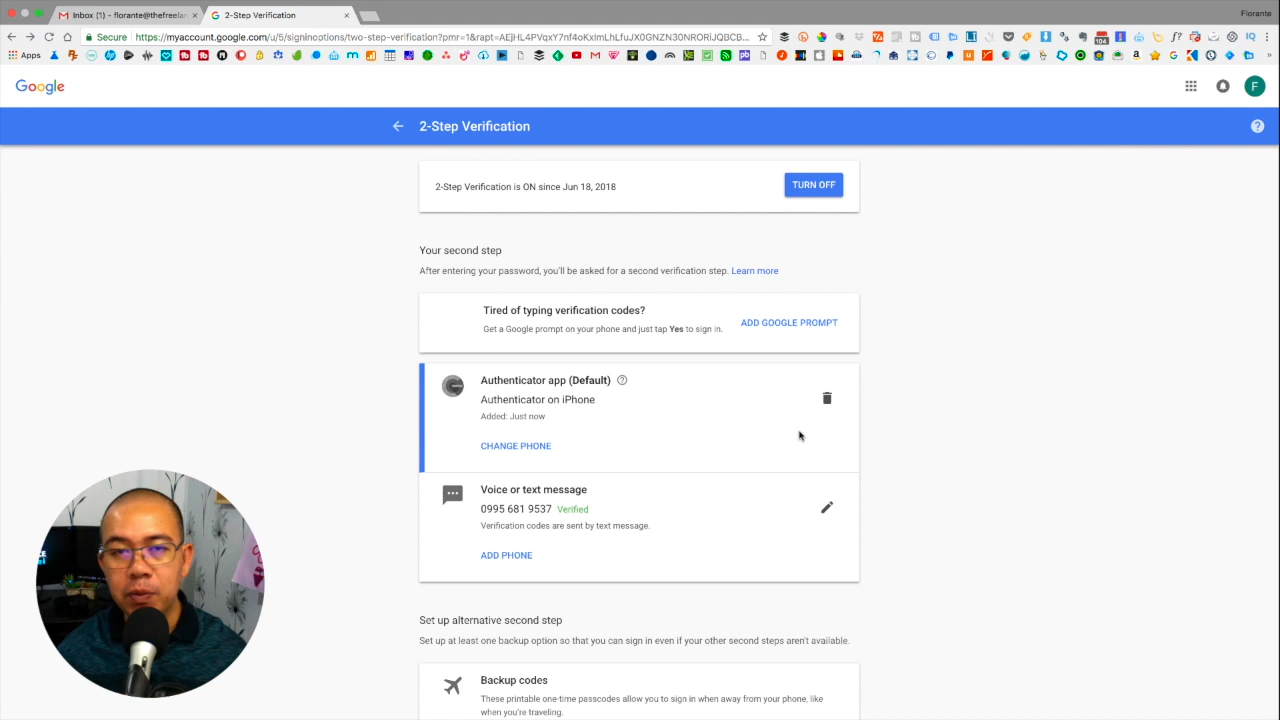 Inbox (1) - florante@thefreelan
2-Step Verification
Florante
Secure
https://myaccount.google.com/u/5/signinoptions/two-step-verification?pmr=1&rapt=
104
Google
F
2-Step Verification
2-Step Verification is ON since Jun 18, 2018
TURN OFF
Your second step
After entering your password, you'll be asked for a second verification step. Learn more
Tired of typing verification codes?
Get a Google prompt on your phone and just tap Yes to sign in.
ADD GOOGLE PROMPT
Authenticator app (Default)
Authenticator on iPhone
Added: Just now
CHANGE PHONE
Voice or text message
0995 681 9537 Verified
Verification codes are sent by text message.
ADD PHONE
Set up alternative second step
Set up at least one backup option so that you can sign in even if your other second steps aren't available.
Backup codes
These printable one-time passcodes allow you to sign in when away from your phone, like
when you're traveling.